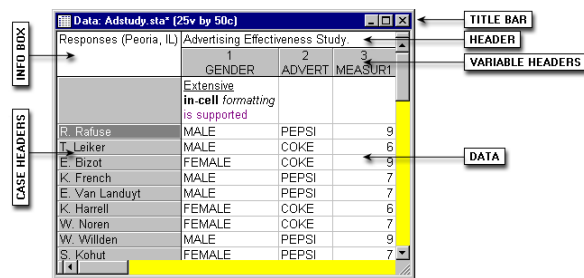 Data: Adstudy.sta* (25v by 50c)
TITLE BAR
Responses (Peoria, IL) Advertising Effectiveness Study.
HEADER
INFO BOX
1 2 3
GENDER ADVERT MEASUR1
VARIABLE HEADERS
Extensive
in-cell formatting
is supported
R. Rafuse MALE PEPSI 9
T. Leiker MALE COKE 6
E. Bizot FEMALE COKE 9
DATA
CASE HEADERS
K. French MALE PEPSI 7
E. Van Landuyt MALE PEPSI 7
K. Harrell FEMALE COKE 6
W. Noren FEMALE COKE 7
W. Willden MALE PEPSI 9
S. Kohut FEMALE PEPSI 7